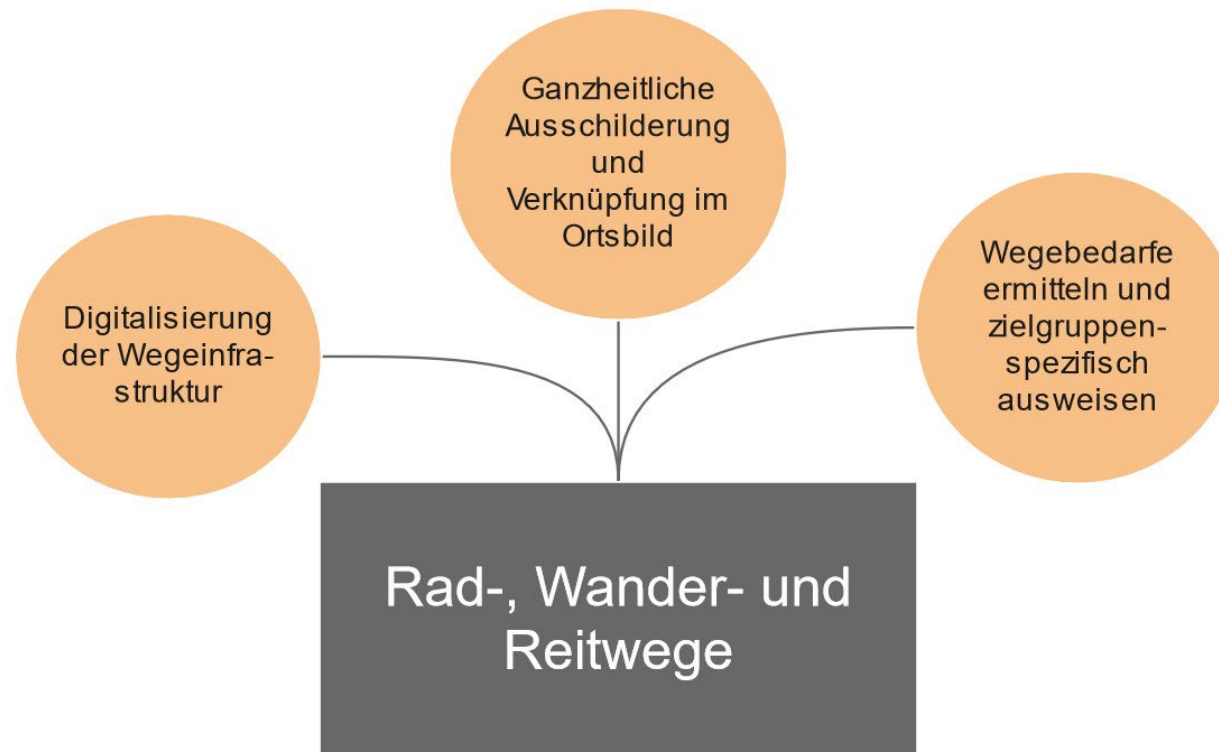 Ganzheitliche
Ausschilderung
und
Verknüpfung im
Ortsbild
Digitalisierung
der Wegeinfra-
struktur
Wegebedarfe
ermitteln und
zielgruppen-
spezifisch
ausweisen
Rad-, Wander- und
Reitwege